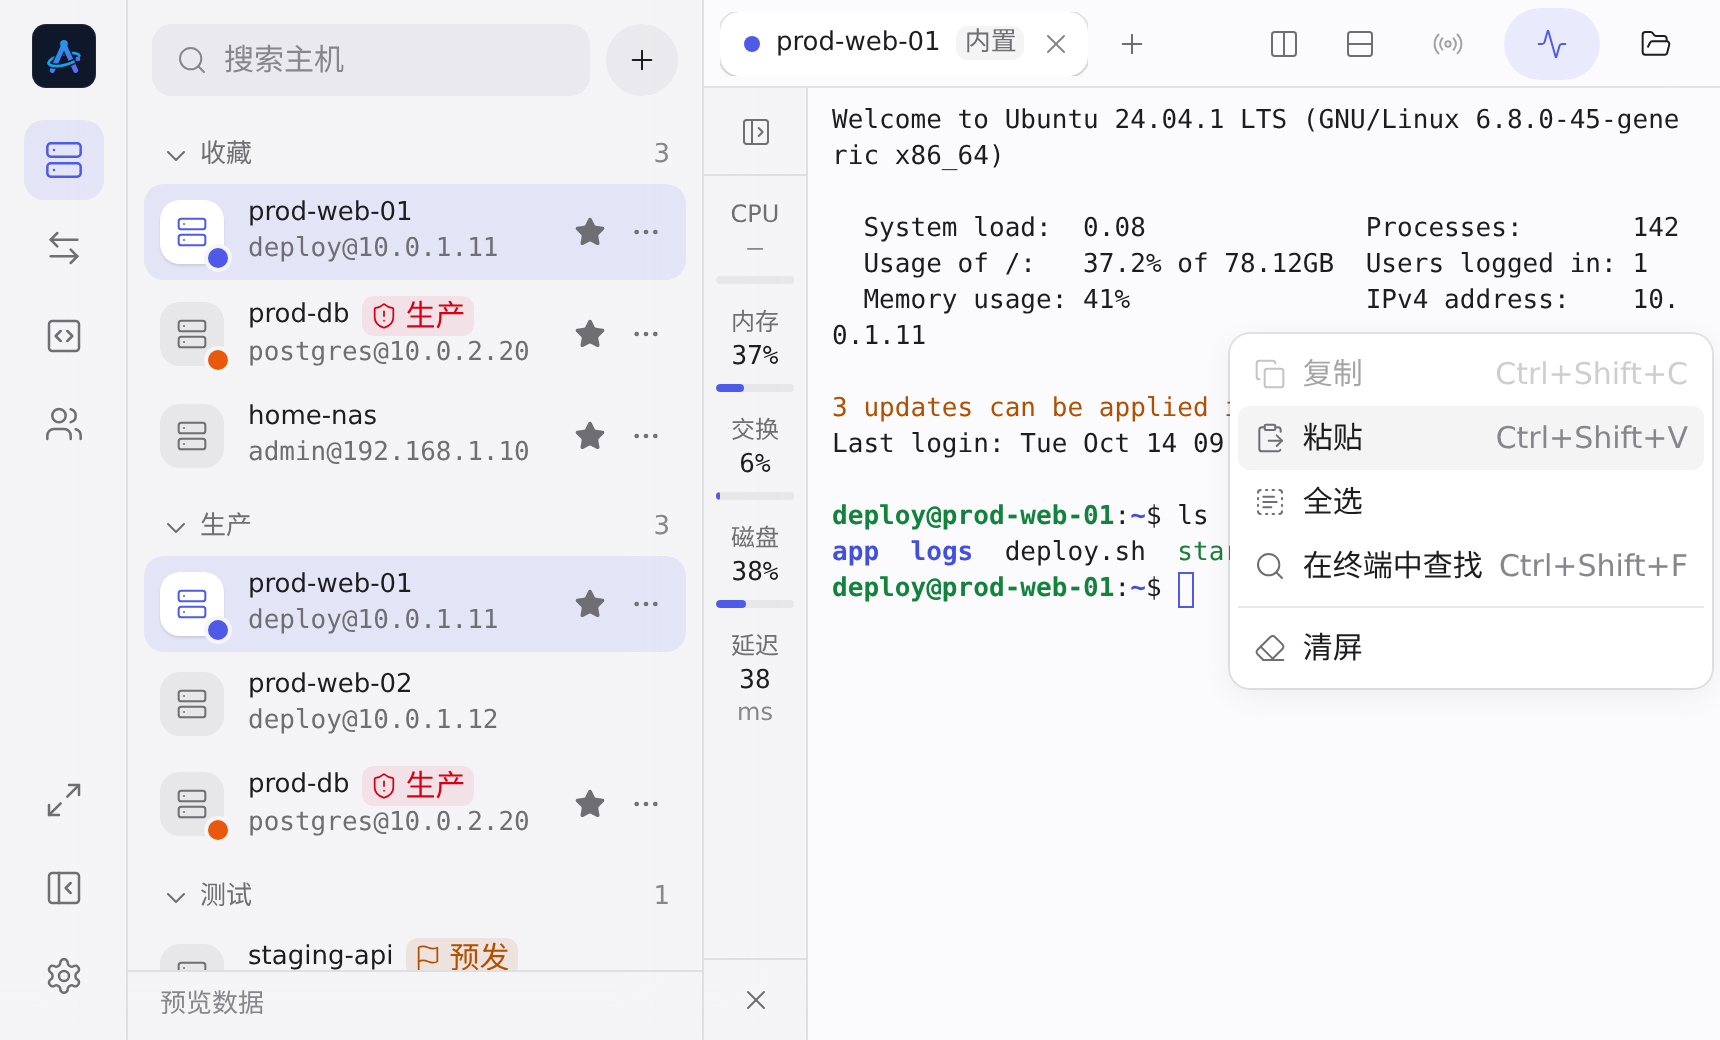 搜索主机
收藏 3
prod-web-01
deploy@10.0.1.11
prod-db 生产
postgres@10.0.2.20
home-nas
admin@192.168.1.10
生产 3
prod-web-01
deploy@10.0.1.11
prod-web-02
deploy@10.0.1.12
prod-db 生产
postgres@10.0.2.20
测试 1
staging-api 预发
预览数据
prod-web-01 内置
CPU
—
内存
37%
交换
6%
磁盘
38%
延迟
38
ms
Welcome to Ubuntu 24.04.1 LTS (GNU/Linux 6.8.0-45-gene
ric x86_64)
System load: 0.08 Processes: 142
Usage of /: 37.2% of 78.12GB Users logged in: 1
Memory usage: 41% IPv4 address: 10.
0.1.11
3 updates can be applied
Last login: Tue Oct 14 09
deploy@prod-web-01:~$ ls
app logs deploy.sh
deploy@prod-web-01:~$
复制 Ctrl+Shift+C
粘贴 Ctrl+Shift+V
全选
在终端中查找 Ctrl+Shift+F
清屏